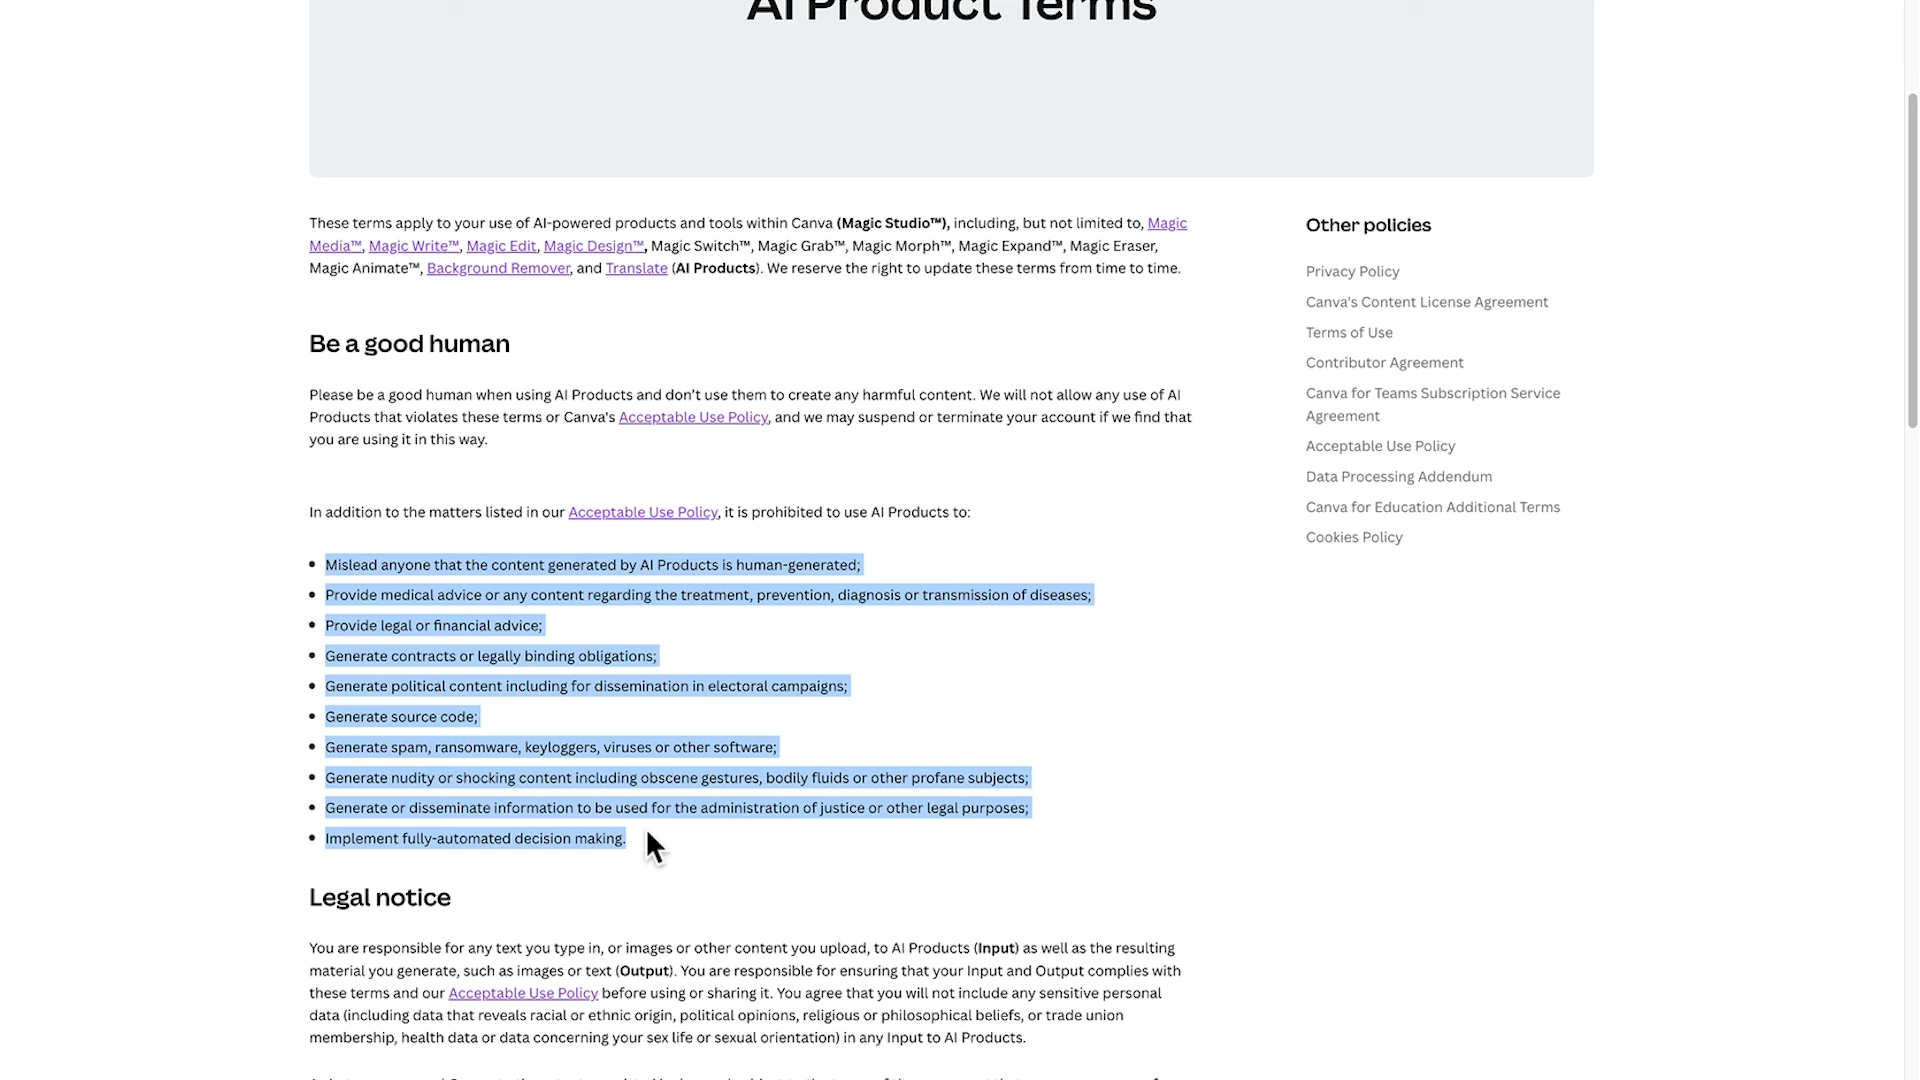 AI Product Terms
These terms apply to your use of AI-powered products and tools within Canva (Magic Studio™), including, but not limited to, Magic
Media™, Magic Write™, Magic Edit, Magic Design™, Magic Switch™, Magic Grab™, Magic Morph™, Magic Expand™, Magic Eraser,
Magic Animate™, Background Remover, and Translate (AI Products). We reserve the right to update these terms from time to time.
Be a good human
Please be a good human when using AI Products and don’t use them to create any harmful content. We will not allow any use of AI
Products that violates these terms or Canva's Acceptable Use Policy, and we may suspend or terminate your account if we find that
you are using it in this way.
In addition to the matters listed in our Acceptable Use Policy, it is prohibited to use AI Products to:
• Mislead anyone that the content generated by AI Products is human-generated;
• Provide medical advice or any content regarding the treatment, prevention, diagnosis or transmission of diseases;
• Provide legal or financial advice;
• Generate contracts or legally binding obligations;
• Generate political content including for dissemination in electoral campaigns;
• Generate source code;
• Generate spam, ransomware, keyloggers, viruses or other software;
• Generate nudity or shocking content including obscene gestures, bodily fluids or other profane subjects;
• Generate or disseminate information to be used for the administration of justice or other legal purposes;
• Implement fully-automated decision making.
Legal notice
You are responsible for any text you type in, or images or other content you upload, to AI Products (Input) as well as the resulting
material you generate, such as images or text (Output). You are responsible for ensuring that your Input and Output complies with
these terms and our Acceptable Use Policy before using or sharing it. You agree that you will not include any sensitive personal
data (including data that reveals racial or ethnic origin, political opinions, religious or philosophical beliefs, or trade union
membership, health data or data concerning your sex life or sexual orientation) in any Input to AI Products.
Other policies
Privacy Policy
Canva's Content License Agreement
Terms of Use
Contributor Agreement
Canva for Teams Subscription Service
Agreement
Acceptable Use Policy
Data Processing Addendum
Canva for Education Additional Terms
Cookies Policy